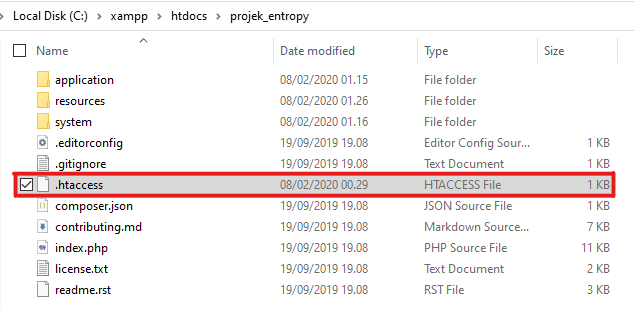 Local Disk (C:) › xampp › htdocs › projek_entropy
Name Date modified Type Size
application 08/02/2020 01.15 File folder
resources 08/02/2020 01.26 File folder
system 08/02/2020 01.16 File folder
.editorconfig 19/09/2019 19.08 Editor Config Sour... 1 KB
.gitignore 19/09/2019 19.08 Text Document 1 KB
.htaccess 08/02/2020 00.29 HTACCESS File 1 KB
composer.json 19/09/2019 19.08 JSON Source File 1 KB
contributing.md 19/09/2019 19.08 Markdown Source... 7 KB
index.php 19/09/2019 19.08 PHP Source File 11 KB
license.txt 19/09/2019 19.08 Text Document 2 KB
readme.rst 19/09/2019 19.08 RST File 3 KB